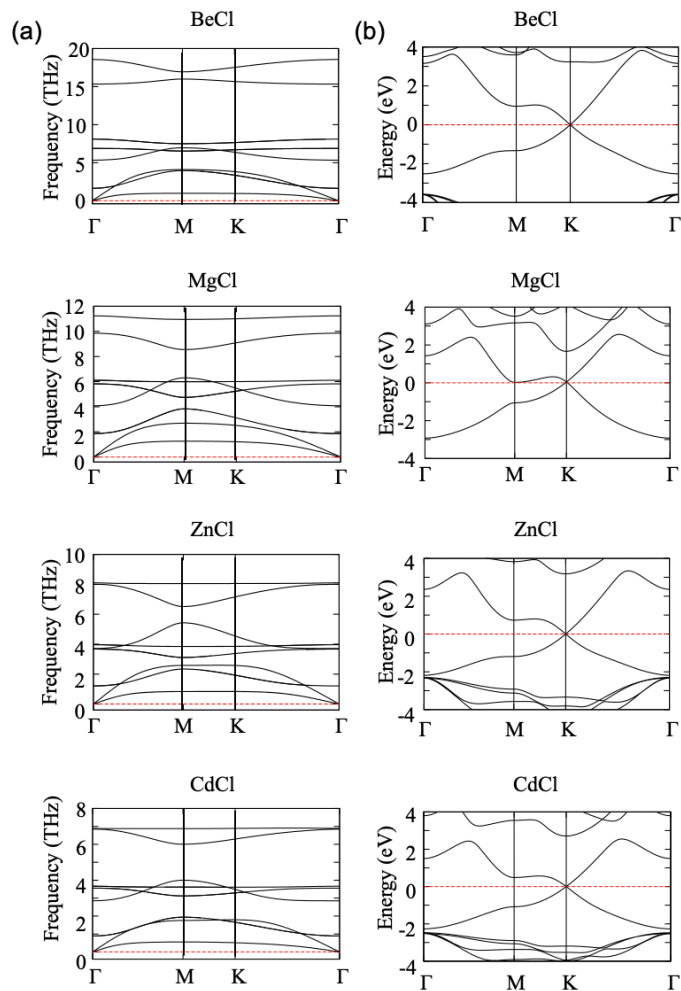 (a) BeCl
Frequency (THz)
20
15
10
5
0
Γ M K Γ
(b) BeCl
Energy (eV)
4
2
0
-2
-4
Γ M K Γ
MgCl
Frequency (THz)
12
10
8
6
4
2
0
Γ M K Γ
MgCl
Energy (eV)
4
2
0
-2
-4
Γ M K Γ
ZnCl
Frequency (THz)
10
8
6
4
2
0
Γ M K Γ
ZnCl
Energy (eV)
4
2
0
-2
-4
Γ M K Γ
CdCl
Frequency (THz)
8
6
4
2
0
Γ M K Γ
CdCl
Energy (eV)
4
2
0
-2
-4
Γ M K Γ